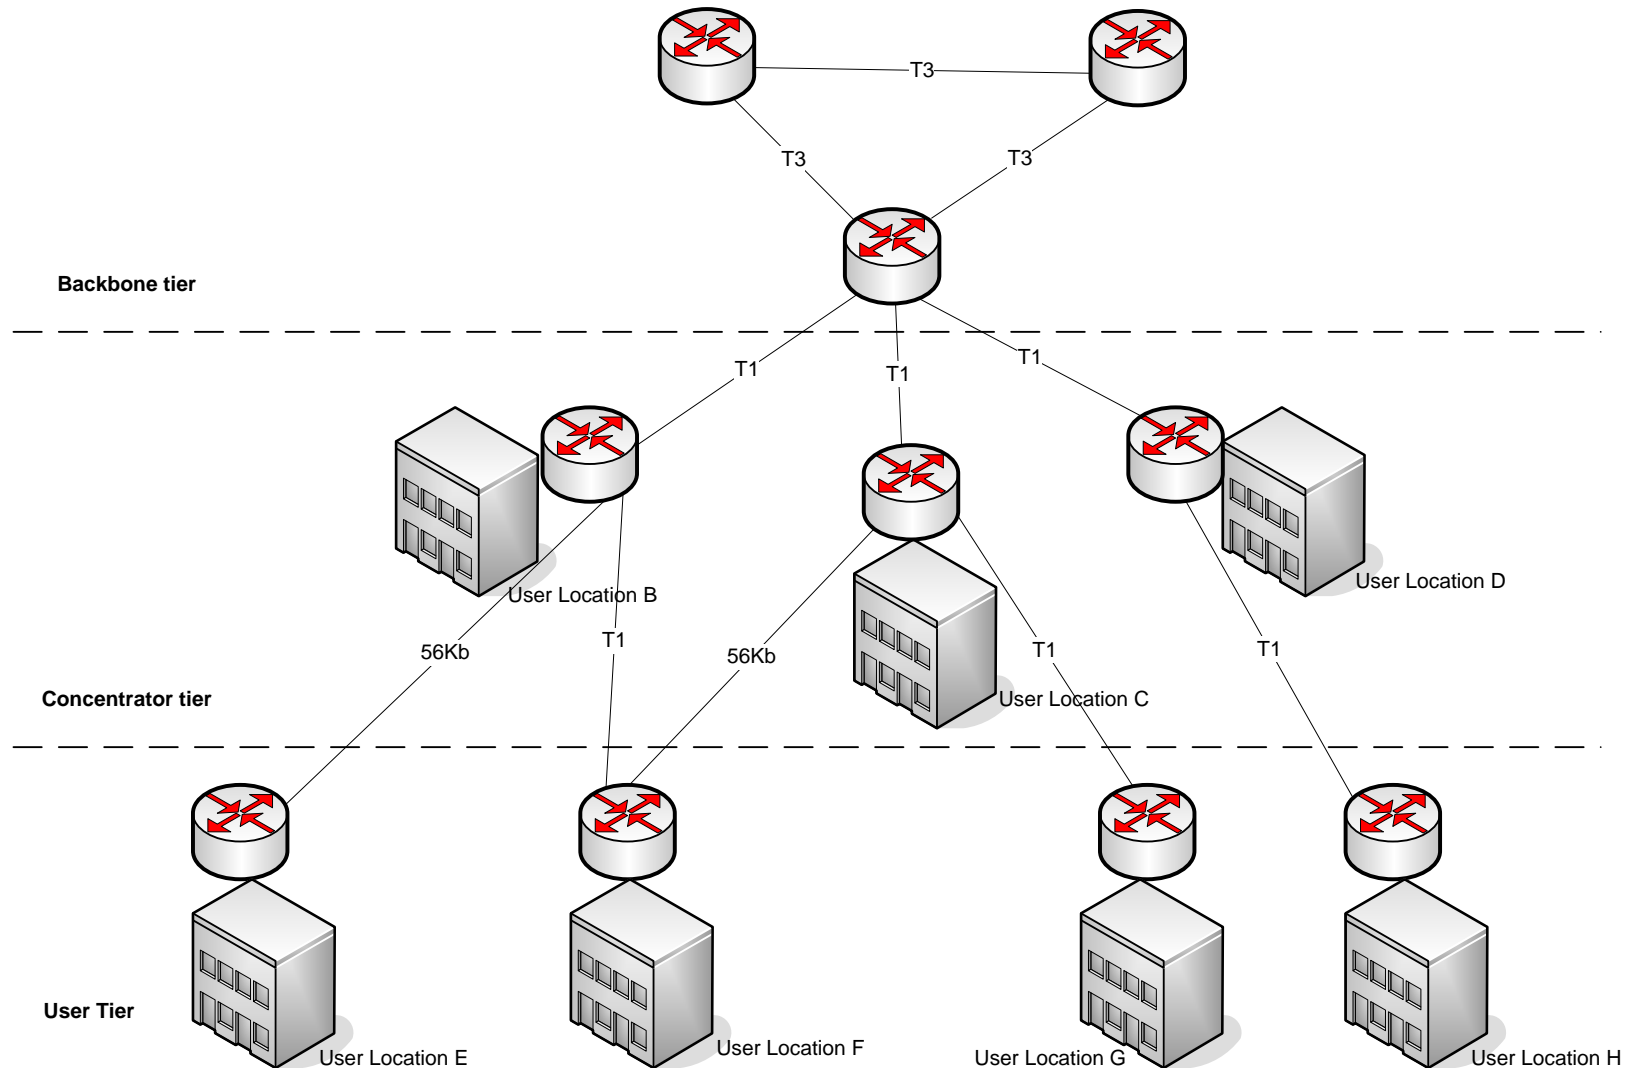 T3
T3
T3
Backbone tier
T1
T1
T1
User Location B
User Location D
56Kb
T1
56Kb
T1
T1
Concentrator tier
User Location C
User Tier
User Location E
User Location F
User Location G
User Location H